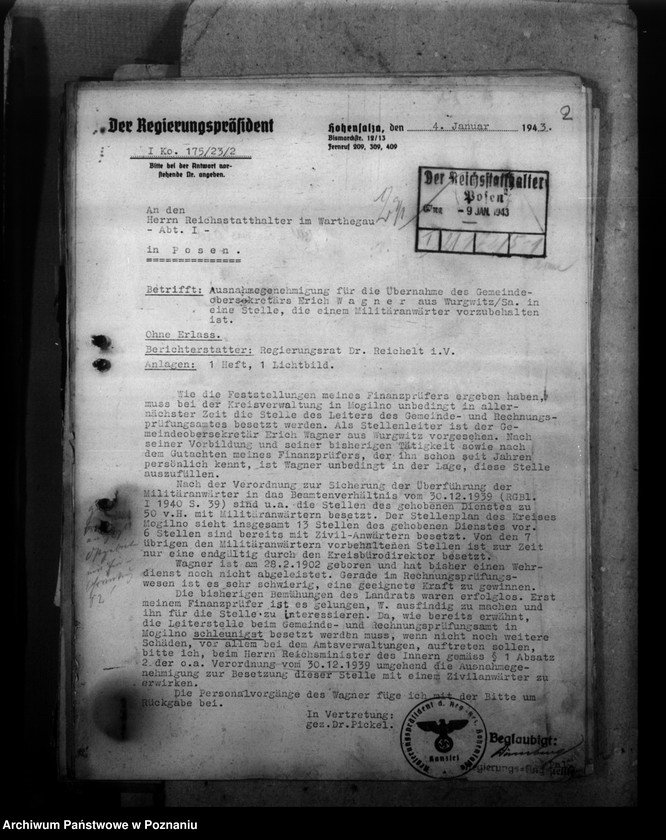 2
Der Regierungspräsident
I Ko. 175/23/2
Bitte bei der Antwort vor-
stehende Nr. angeben.
Hohensalza, den 4. Januar 1943.
Bismarckstr. 12/13
Fernruf 209, 309, 409
Der Reichsstatthalter
Posen
- 9 JAN. 1943
An den
Herrn Reichsstatthalter im Warthegau
- Abt. I -
in P o s e n .
Betrifft: Ausnahmegenehmigung für die Übernahme des Gemeinde-
obersekretärs Erich W a g n e r aus Wurgwitz/Sa. in
eine Stelle, die einem Militäranwärter vorzubehalten
ist.
Ohne Erlass.
Berichterstatter: Regierungsrat Dr. Reichelt i.V.
Anlagen: 1 Heft, 1 Lichtbild.
Wie die Feststellungen meines Finanzprüfers ergeben haben,
muss bei der Kreisverwaltung in Mogilno unbedingt in aller-
nächster Zeit die Stelle des Leiters des Gemeinde- und Rechnungs-
prüfungsamtes besetzt werden. Als Stellenleiter ist der Ge-
meindeobersekretär Erich Wagner aus Wurgwitz vorgesehen. Nach
seiner Vorbildung und seiner bisherigen Tätigkeit sowie nach
dem Gutachten meines Finanzprüfers, der ihn schon seit Jahren
persönlich kennt, ist Wagner unbedingt in der Lage, diese Stelle
auszufüllen.
Nach der Verordnung zur Sicherung der Überführung der
Militäranwärter in das Beamtenverhältnis vom 30.12.1939 (RGBl.
I 1940 S. 39) sind u.a. die Stellen des gehobenen Dienstes zu
50 v.H. mit Militäranwärtern besetzt. Der Stellenplan des Kreises
Mogilno sieht insgesamt 13 Stellen des gehobenen Dienstes vor.
6 Stellen sind bereits mit Zivil-Anwärtern besetzt. Von den 7
übrigen den Militäranwärtern vorbehaltenen Stellen ist zur Zeit
nur eine endgültig durch den Kreisbürodirektor besetzt.
Wagner ist am 28.2.1902 geboren und hat bisher einen Wehr-
dienst noch nicht abgeleistet. Gerade im Rechnungsprüfungs-
wesen ist es sehr schwierig, eine geeignete Kraft zu gewinnen.
Die bisherigen Bemühungen des Landrats waren erfolglos. Erst
meinem Finanzprüfer ist es gelungen, W. ausfindig zu machen und
ihn für die Stelle zu interessieren. Da, wie bereits erwähnt,
die Leiterstelle beim Gemeinde- und Rechnungsprüfungsamt in
Mogilno schleunigst besetzt werden muss, wenn nicht noch weitere
Schäden, vor allem bei dem Amtsverwaltungen, auftreten sollen,
bitte ich, beim Herrn Reichsminister des Innern gemäss § 1 Absatz
2 der o.a. Verordnung vom 30.12.1939 umgehend die Ausnahmege-
nehmigung zur Besetzung dieser Stelle mit einem Zivilanwärter zu
erwirken.
Die Personalvorgänge des Wagner füge ich mit der Bitte um
Rückgabe bei.
In Vertretung:
gez.Dr.Pickel.
Kanzlei
Beglaubigt:
Archiwum Państwowe w Poznaniu